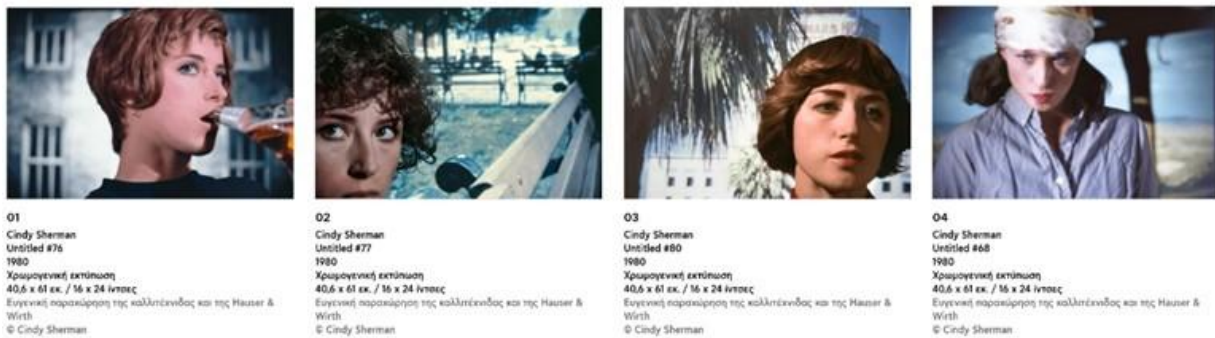 01
Cindy Sherman
Untitled #76
1980
Χρωμογενική εκτύπωση
40,6 x 61 εκ. / 16 x 24 ίντσες
Ευγενική παραχώρηση της καλλιτέχνιδας και της Hauser &
Wirth
© Cindy Sherman
02
Cindy Sherman
Untitled #77
1980
Χρωμογενική εκτύπωση
40,6 x 61 εκ. / 16 x 24 ίντσες
Ευγενική παραχώρηση της καλλιτέχνιδας και της Hauser &
Wirth
© Cindy Sherman
03
Cindy Sherman
Untitled #80
1980
Χρωμογενική εκτύπωση
40,6 x 61 εκ. / 16 x 24 ίντσες
Ευγενική παραχώρηση της καλλιτέχνιδας και της Hauser &
Wirth
© Cindy Sherman
04
Cindy Sherman
Untitled #68
1980
Χρωμογενική εκτύπωση
40,6 x 61 εκ. / 16 x 24 ίντσες
Ευγενική παραχώρηση της καλλιτέχνιδας και της Hauser &
Wirth
© Cindy Sherman